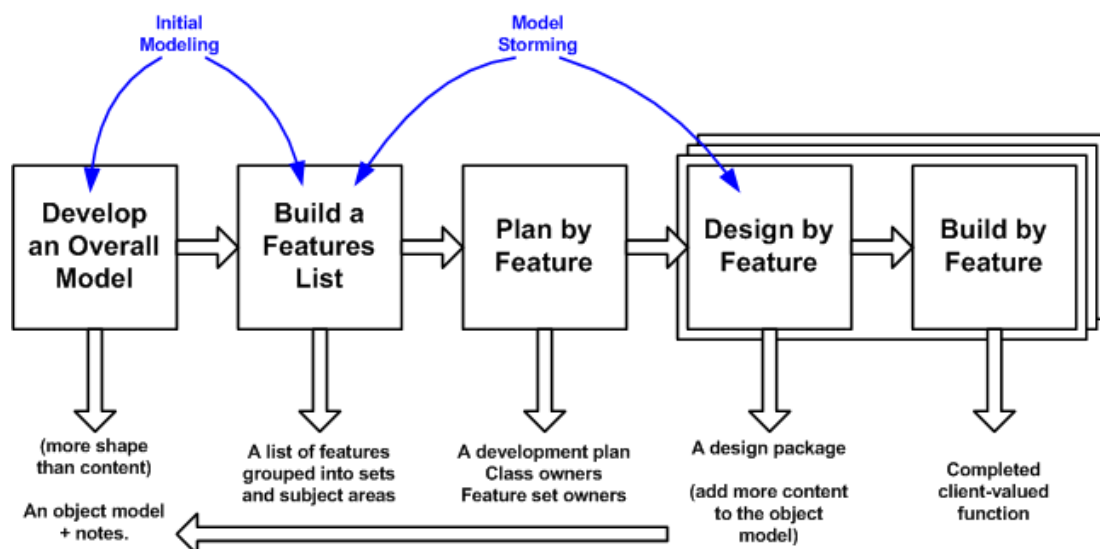 Initial
Modeling
Model
Storming
Develop
an Overall
Model
Build a
Features
List
Plan by
Feature
Design by
Feature
Build by
Feature
(more shape
than content)
An object model
+ notes.
A list of features
grouped into sets
and subject areas
A development plan
Class owners
Feature set owners
A design package
(add more content
to the object
model)
Completed
client-valued
function